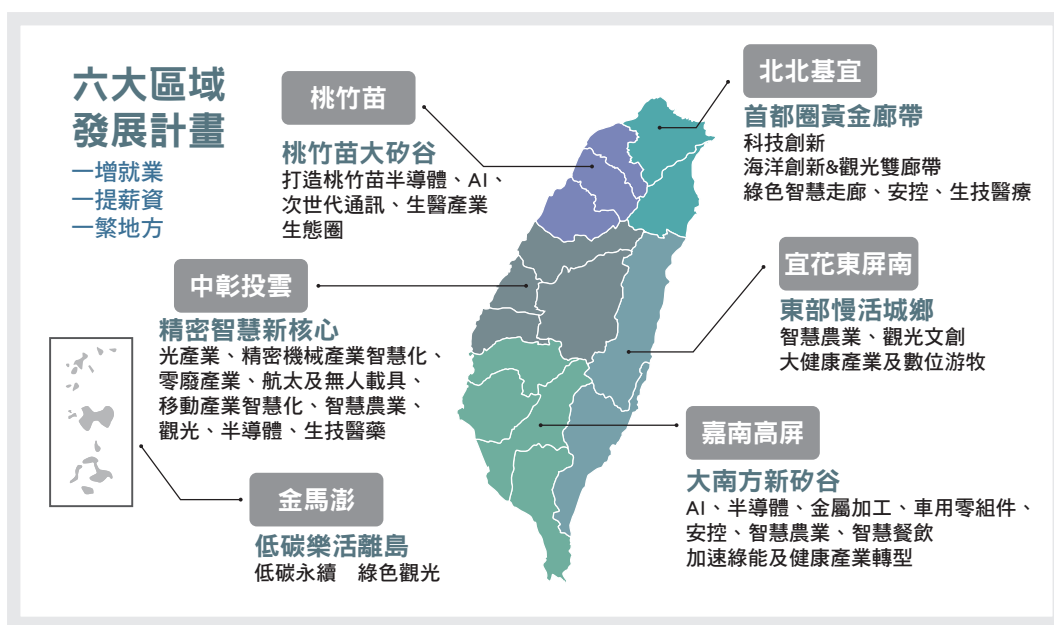 六大區域
發展計畫
一增就業
一提薪資
一繁地方
桃竹苗
桃竹苗大矽谷
打造桃竹苗半導體、AI、
次世代通訊、生醫產業
生態圈
北北基宜
首都圈黃金廊帶
科技創新
海洋創新&觀光雙廊帶
綠色智慧走廊、安控、生技醫療
中彰投雲
精密智慧新核心
光產業、精密機械產業智慧化、
零廢產業、航太及無人載具、
移動產業智慧化、智慧農業、
觀光、半導體、生技醫藥
宜花東屏南
東部慢活城鄉
智慧農業、觀光文創
大健康產業及數位游牧
嘉南高屏
大南方新矽谷
AI、半導體、金屬加工、車用零組件、
安控、智慧農業、智慧餐飲
加速綠能及健康產業轉型
金馬澎
低碳樂活離島
低碳永續　綠色觀光